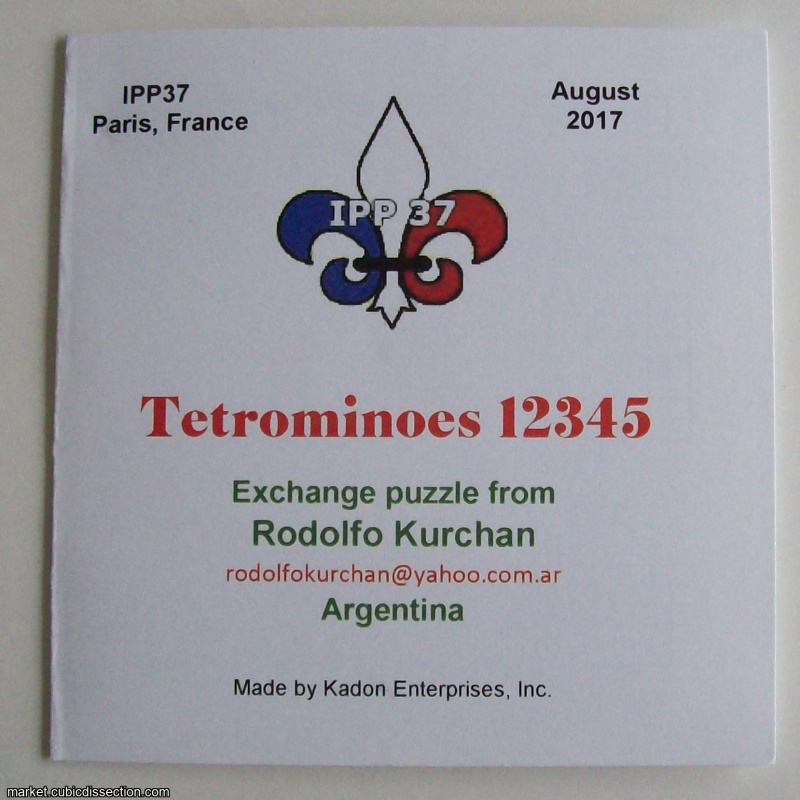 IPP37
Paris, France
August
2017
IPP 37
Tetrominoes 12345
Exchange puzzle from
Rodolfo Kurchan
rodolfokurchan@yahoo.com.ar
Argentina
Made by Kadon Enterprises, Inc.
market.cubicdissection.com